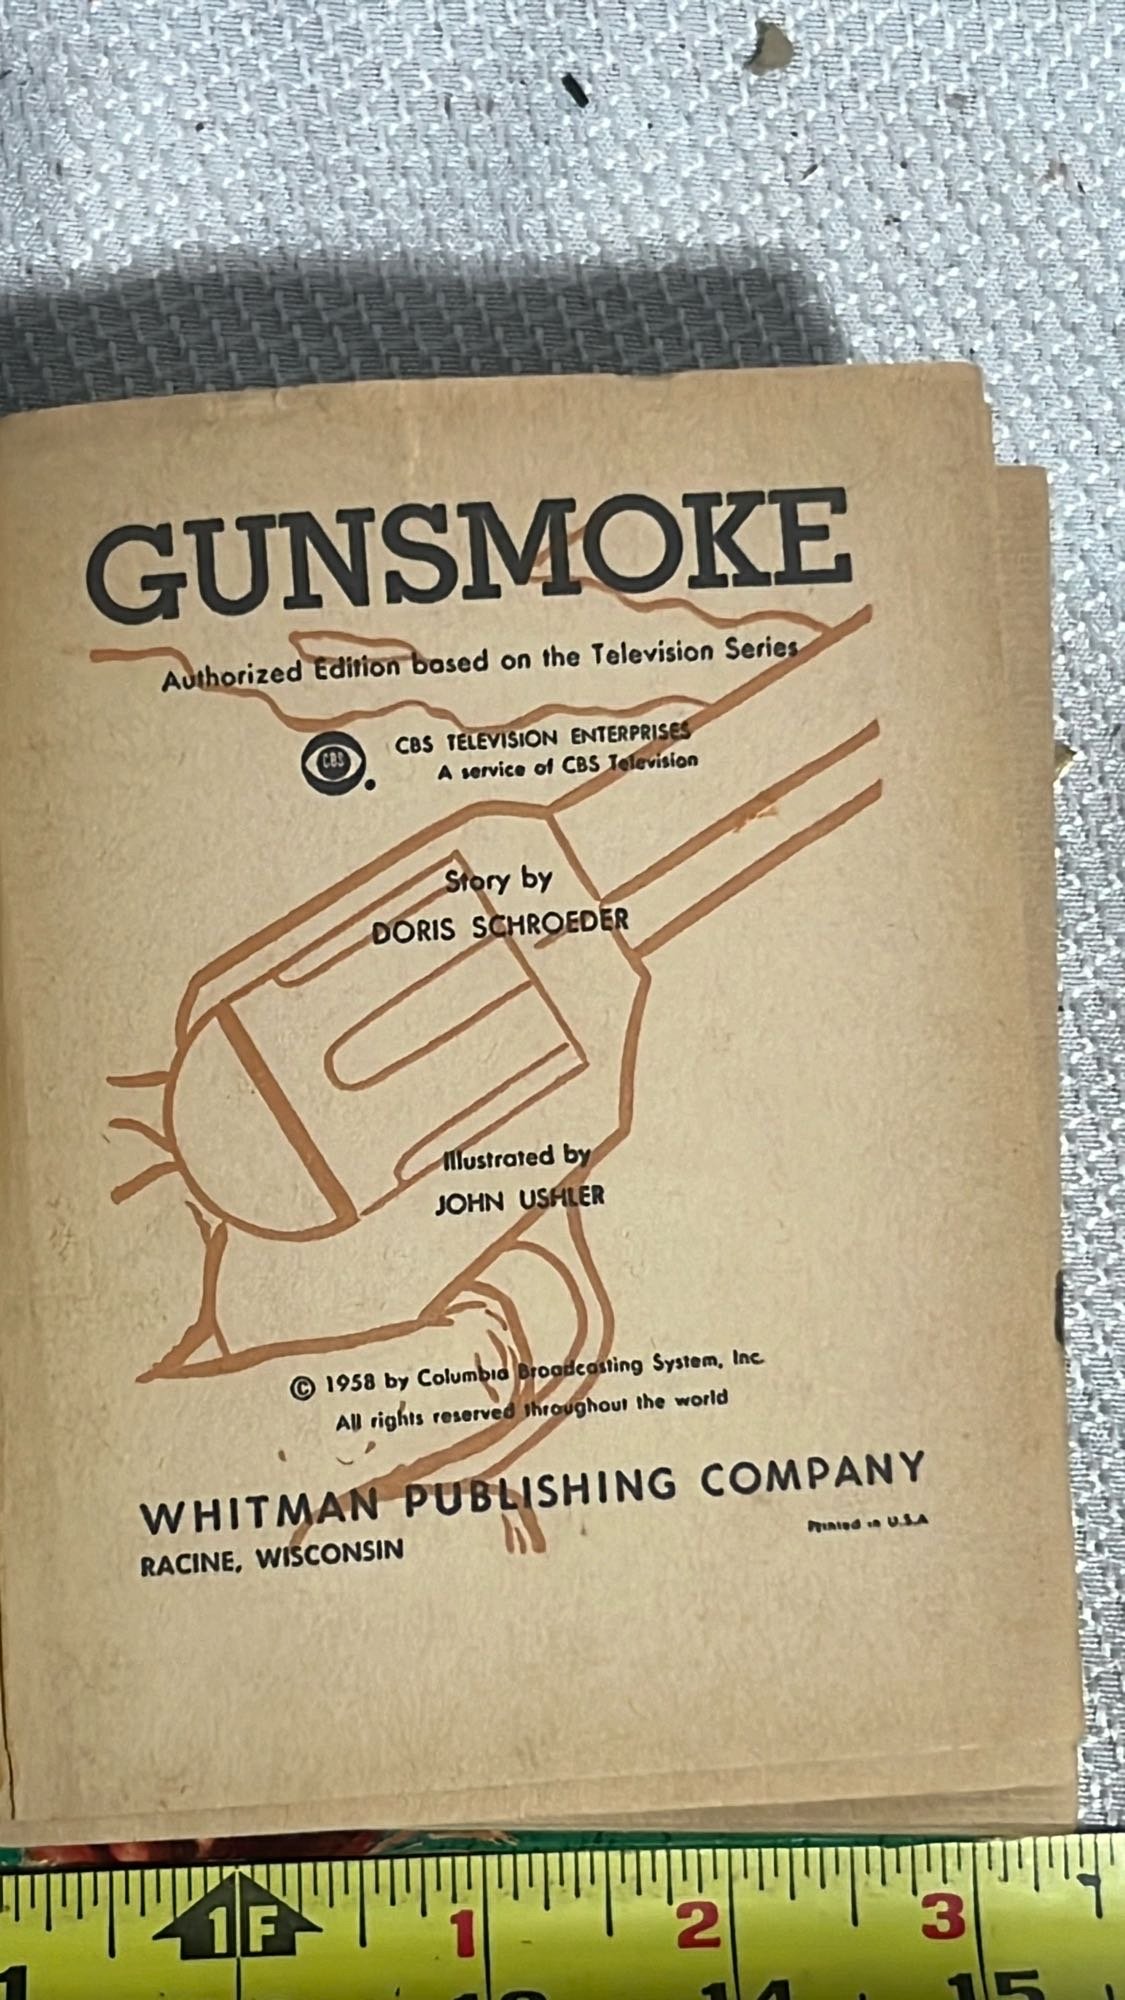 GUNSMOKE
Authorized Edition based on the Television Series
CBS
CBS TELEVISION ENTERPRISES
A service of CBS Television
Story by
DORIS SCHROEDER
Illustrated by
JOHN USHLER
© 1958 by Columbia Broadcasting System, Inc.
All rights reserved throughout the world
WHITMAN PUBLISHING COMPANY
RACINE, WISCONSIN
Printed in U.S.A
1F 1 2 3
1 14 15